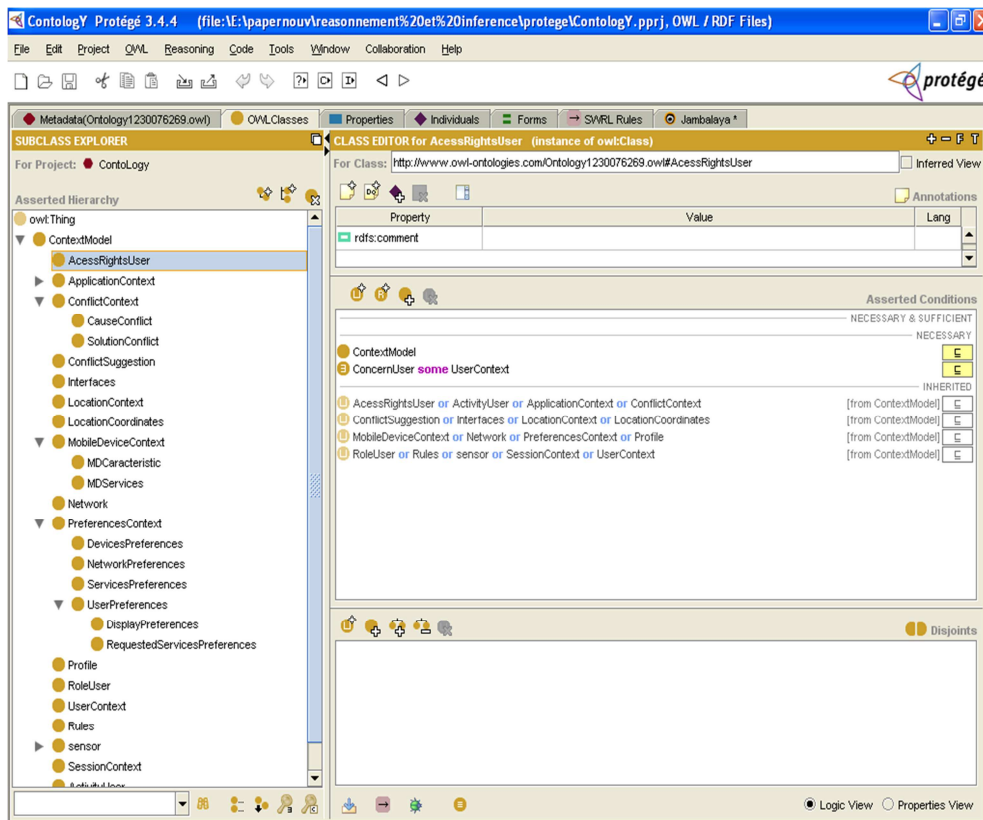 ContologY Protégé 3.4.4 (file:\E:\papernouv\reasonnement%20et%20inference\protege\ContologY.pprj, OWL / RDF Files)
File Edit Project OWL Reasoning Code Tools Window Collaboration Help
protégé
Metadata(Ontology1230076269.owl) OWLClasses Properties Individuals Forms SWRL Rules Jambalaya *
SUBCLASS EXPLORER
For Project: ContoLogy
Asserted Hierarchy
owl:Thing
ContextModel
AcessRightsUser
ApplicationContext
ConflictContext
CauseConflict
SolutionConflict
ConflictSuggestion
Interfaces
LocationContext
LocationCoordinates
MobileDeviceContext
MDCaracteristic
MDServices
Network
PreferencesContext
DevicesPreferences
NetworkPreferences
ServicesPreferences
UserPreferences
DisplayPreferences
RequestedServicesPreferences
Profile
RoleUser
UserContext
Rules
sensor
SessionContext
ActivityUser
CLASS EDITOR for AcessRightsUser (instance of owl:Class)
For Class: http://www.owl-ontologies.com/Ontology1230076269.owl#AcessRightsUser Inferred View
Annotations
Property Value Lang
rdfs:comment
Asserted Conditions
NECESSARY & SUFFICIENT
NECESSARY
ContextModel
ConcernUser some UserContext
INHERITED
AcessRightsUser or ActivityUser or ApplicationContext or ConflictContext [from ContextModel]
ConflictSuggestion or Interfaces or LocationContext or LocationCoordinates [from ContextModel]
MobileDeviceContext or Network or PreferencesContext or Profile [from ContextModel]
RoleUser or Rules or sensor or SessionContext or UserContext [from ContextModel]
Disjoints
Logic View Properties View